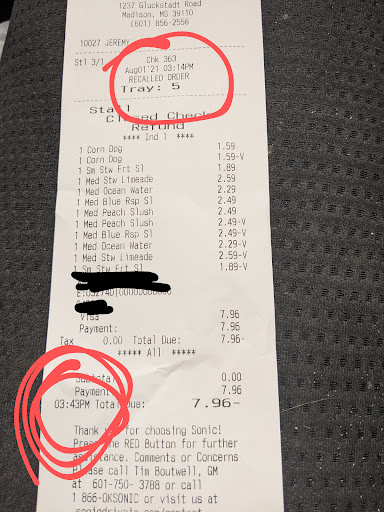 1237 Gluckstadt Road
Madison, MS 39110
(601) 856-2556
10027 JEREMY
Stl 3/1 Chk 363
Aug01'21 03:14PM
RECALLED ORDER
Tray: 5
Stall
Closed Check
Refund
**** Ind 1 ****
1 Corn Dog 1.59
1 Corn Dog 1.59-V
1 Sm Stw Frt Sl 1.89
1 Med Stw Limeade 2.59
1 Med Ocean Water 2.29
1 Med Blue Rsp Sl 2.49
1 Med Peach Slush 2.49
1 Med Peach Slush 2.49-V
1 Med Blue Rsp Sl 2.49-V
1 Med Ocean Water 2.29-V
1 Med Stw Limeade 2.59-V
1 Sm Stw Frt Sl 1.89-V
Visa 7.96
Payment: 7.96
Tax 0.00 Total Due: 7.96-
***** All *****
Subtotal 0.00
Payment 7.96
03:43PM Total Due: 7.96-
Thank you for choosing Sonic!
Press the RED Button for further
assistance. Comments or Concerns
Please call Tim Boutwell, GM
at 601-750- 3788 or call
1 866-OKSONIC or visit us at